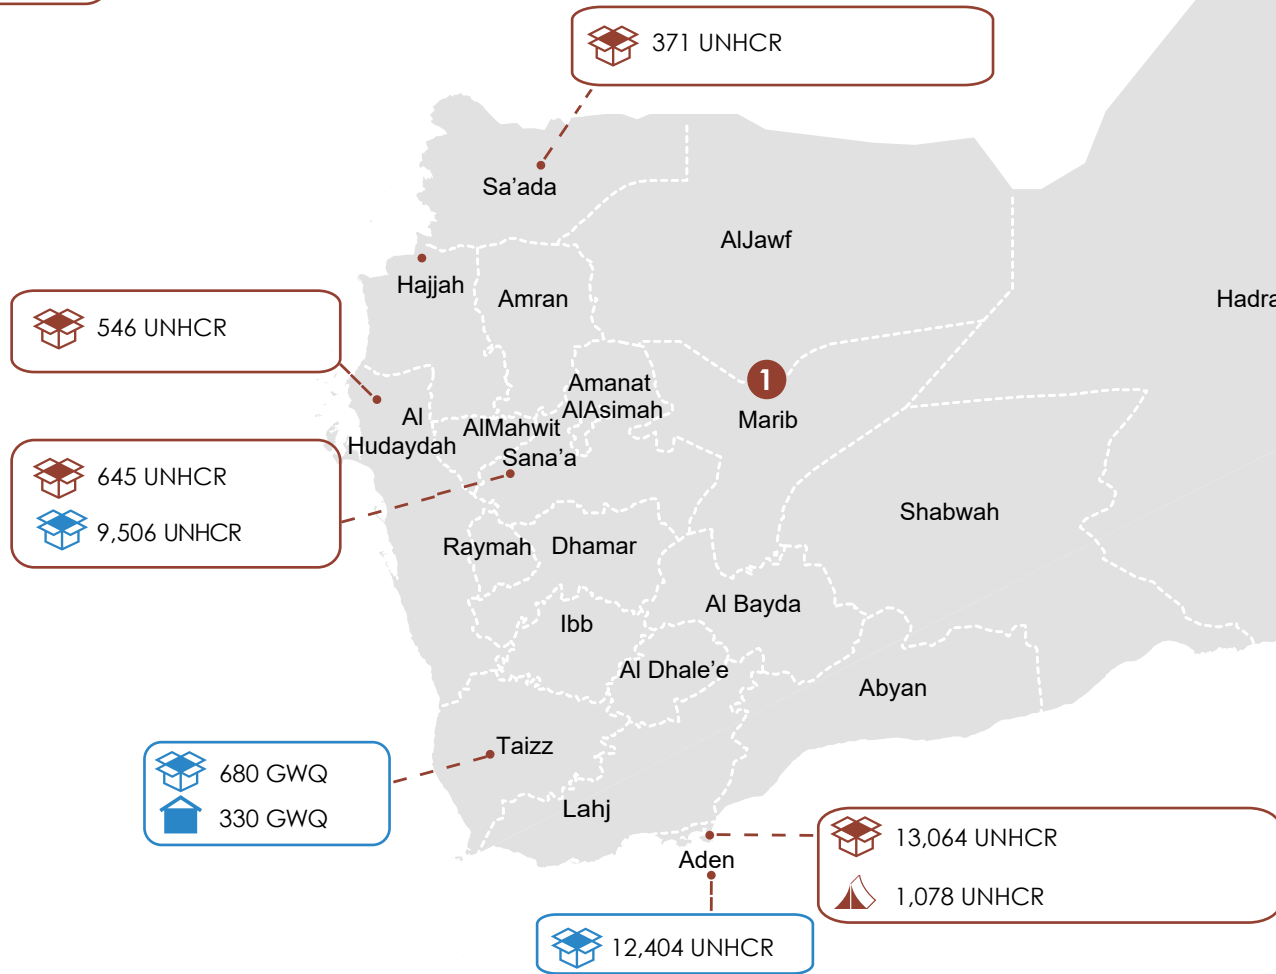 371 UNHCR
Sa'ada
AlJawf
Hajjah
Amran
Hadra
546 UNHCR
1
Amanat
AlAsimah
Marib
Al
Hudaydah
AlMahwit
Sana'a
645 UNHCR
9,506 UNHCR
Shabwah
Raymah
Dhamar
Al Bayda
Ibb
Al Dhale'e
Abyan
Taizz
680 GWQ
330 GWQ
Lahj
13,064 UNHCR
1,078 UNHCR
Aden
12,404 UNHCR